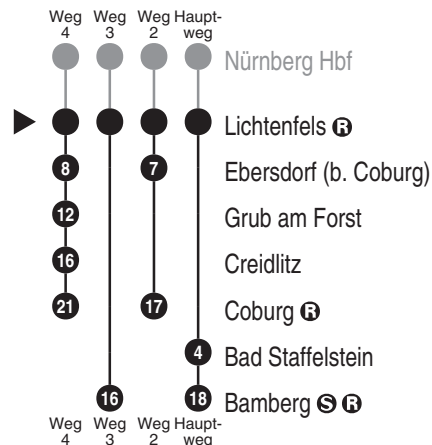 Weg Weg Weg Haupt-
4 3 2 weg
Nürnberg Hbf
Lichtenfels R
8 7 Ebersdorf (b. Coburg)
12 Grub am Forst
16 Creidlitz
21 17 Coburg R
4 Bad Staffelstein
16 18 Bamberg S R
Weg Weg Weg Haupt-
4 3 2 weg